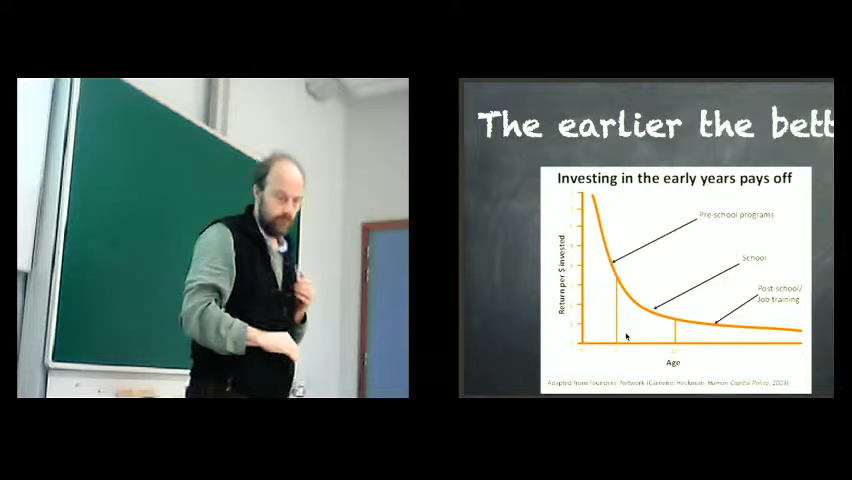 The earlier the bett
Investing in the early years pays off
Pre-school programs
School
Post-school/
Job training
Return per $ invested
Age
Adapted from Founders' Network (Carneiro, Heckman, Human Capital Policy, 2003)